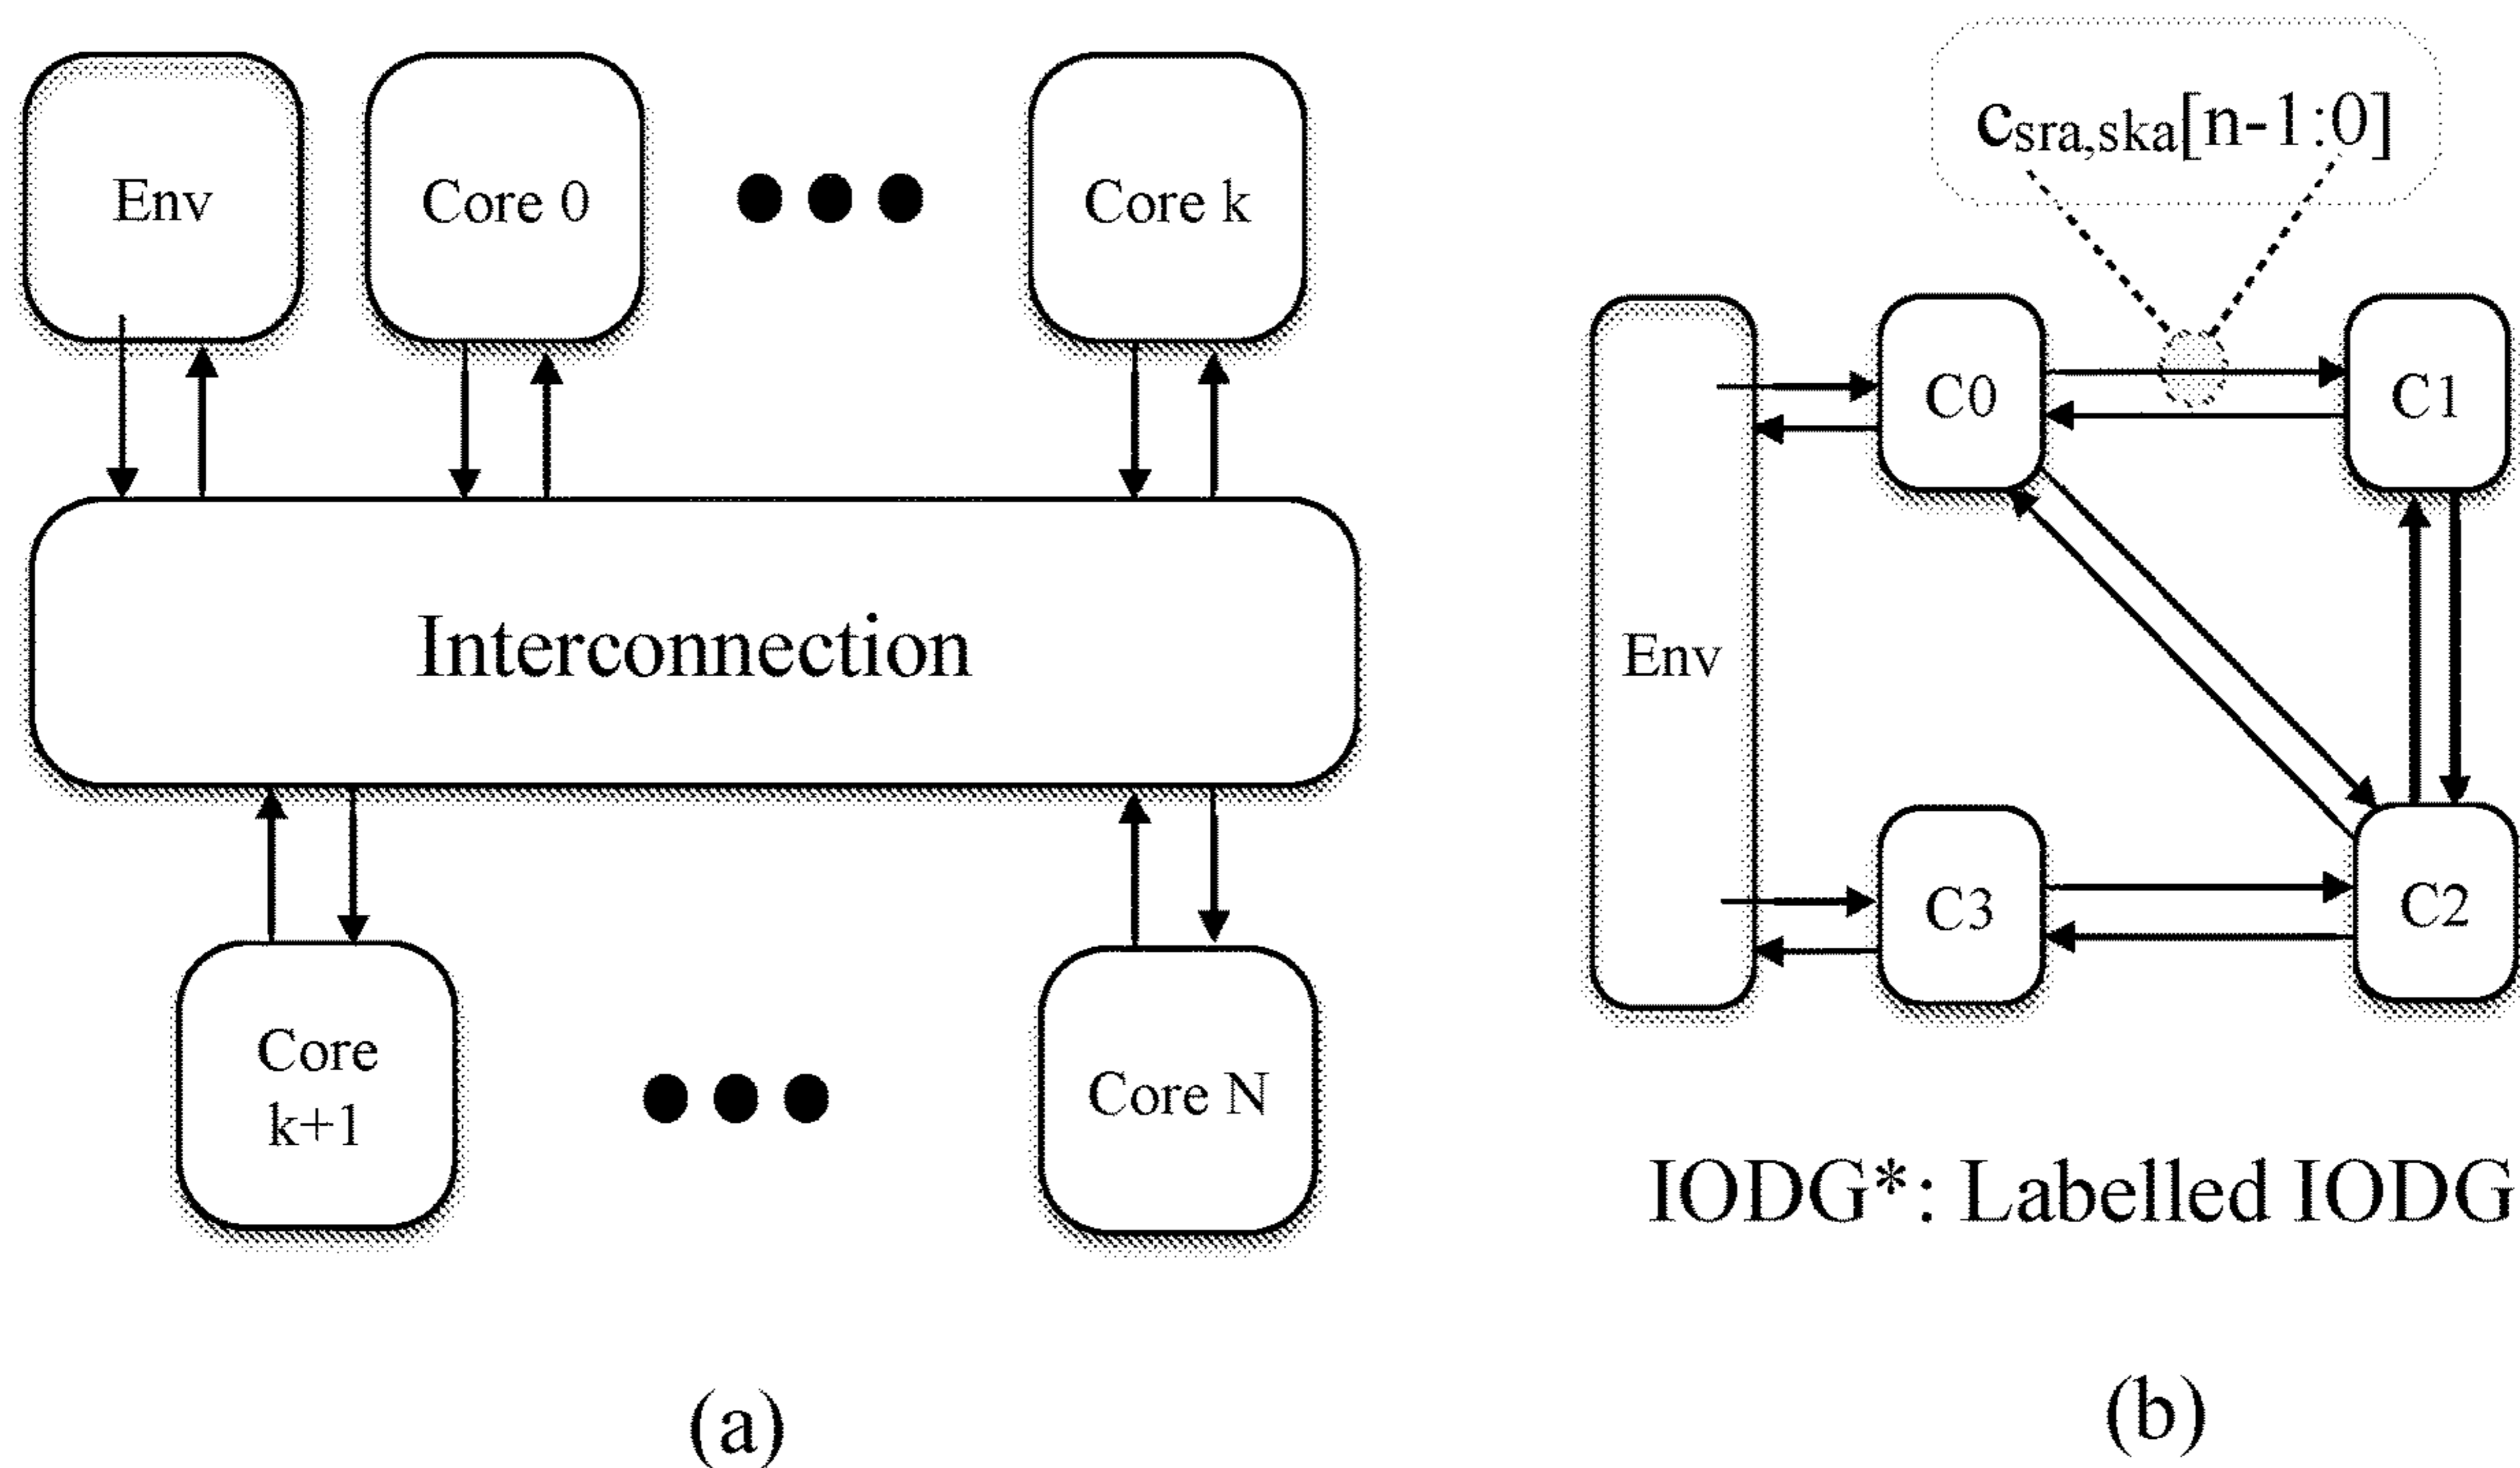 Env
Core 0
Core k
Interconnection
Core
k+1
Core N
(a)
c_sra,ska[n-1:0]
C0
C1
Env
C3
C2
IODG*: Labelled IODG
(b)